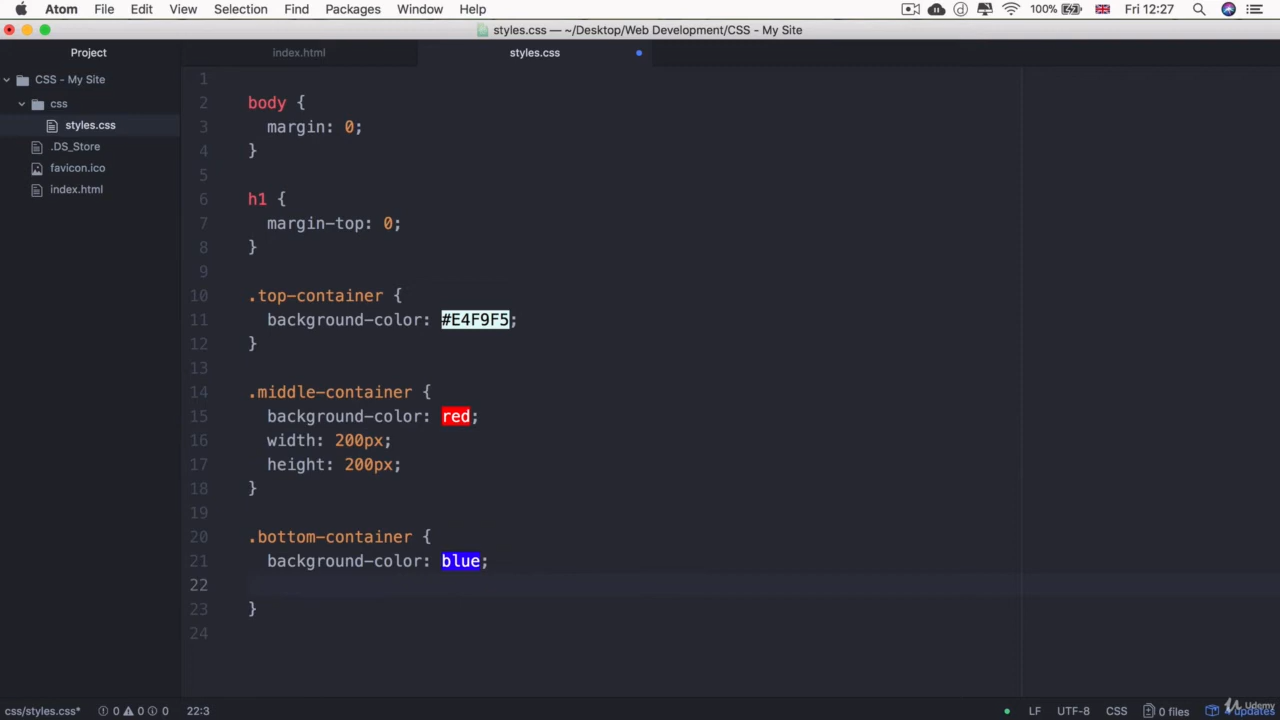 Atom File Edit View Selection Find Packages Window Help 100% Fri 12:27
styles.css — ~/Desktop/Web Development/CSS - My Site
Project
index.html
styles.css
CSS - My Site
css
styles.css
.DS_Store
favicon.ico
index.html
1
2 body {
3 margin: 0;
4 }
5
6 h1 {
7 margin-top: 0;
8 }
9
10 .top-container {
11 background-color: #E4F9F5;
12 }
13
14 .middle-container {
15 background-color: red;
16 width: 200px;
17 height: 200px;
18 }
19
20 .bottom-container {
21 background-color: blue;
22
23 }
24
css/styles.css* 0 0 0 22:3 LF UTF-8 CSS 0 files updates
Udemy